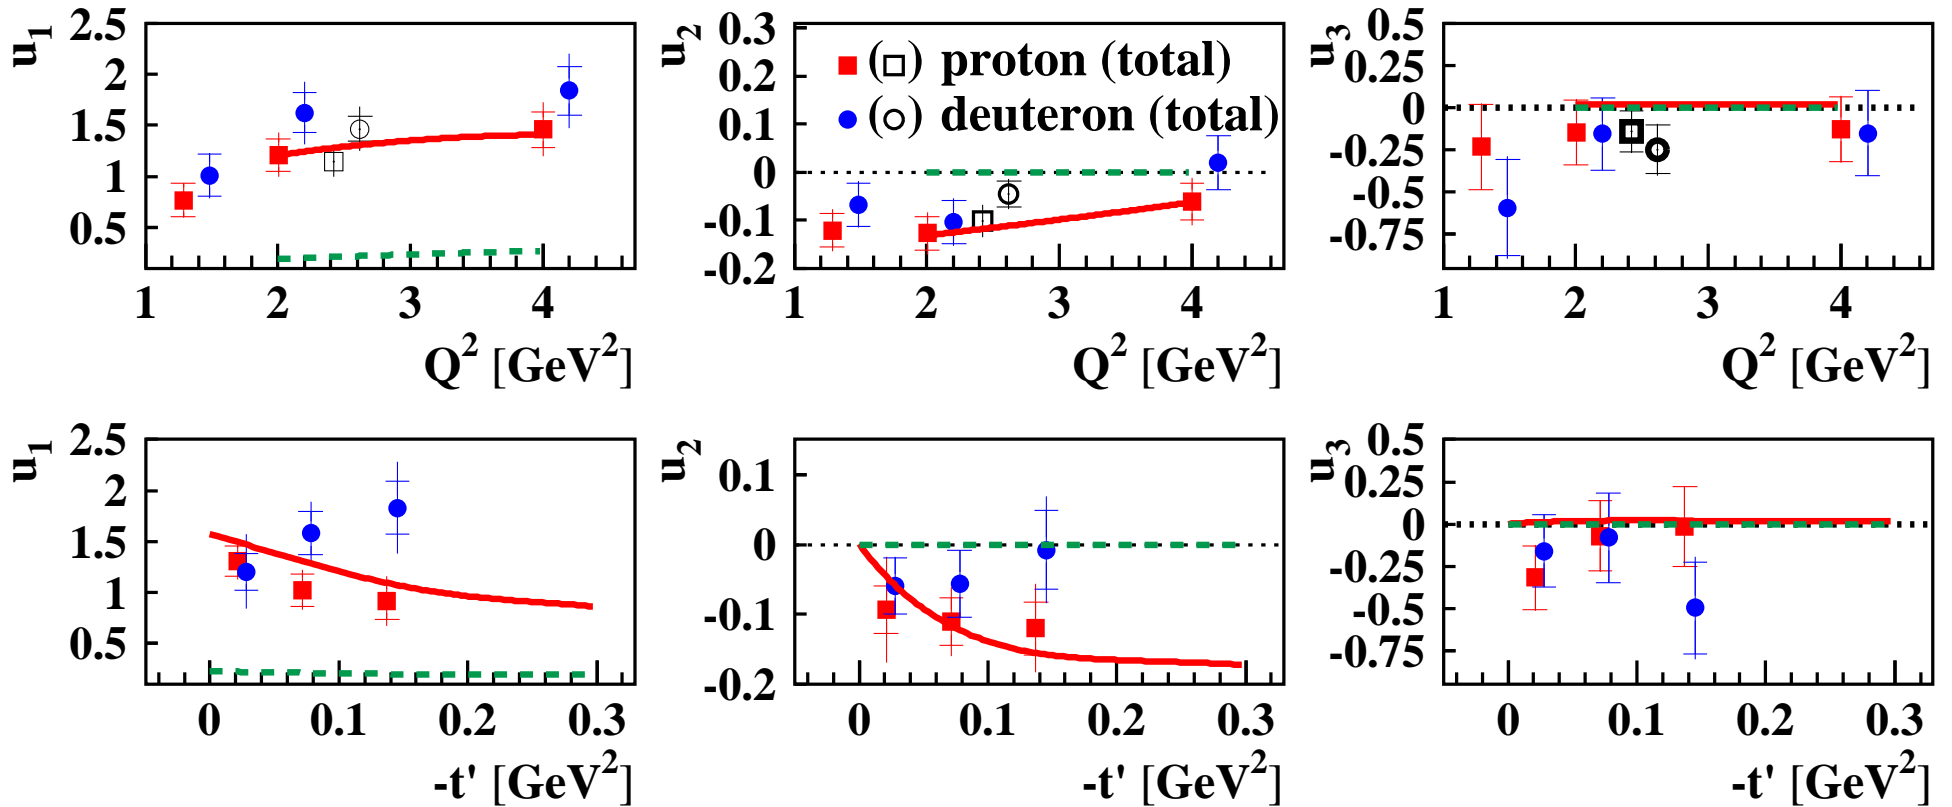 u1
2.5
2
1.5
1
0.5
1 2 3 4
Q2 [GeV2]
u2
0.3
0.2
0.1
0
-0.1
-0.2
( ) proton (total)
( ) deuteron (total)
1 2 3 4
Q2 [GeV2]
u3
0.5
0.25
0
-0.25
-0.5
-0.75
1 2 3 4
Q2 [GeV2]
u1
2.5
2
1.5
1
0.5
0 0.1 0.2 0.3
-t' [GeV2]
u2
0.1
0
-0.1
-0.2
0 0.1 0.2 0.3
-t' [GeV2]
u3
0.5
0.25
0
-0.25
-0.5
-0.75
0 0.1 0.2 0.3
-t' [GeV2]